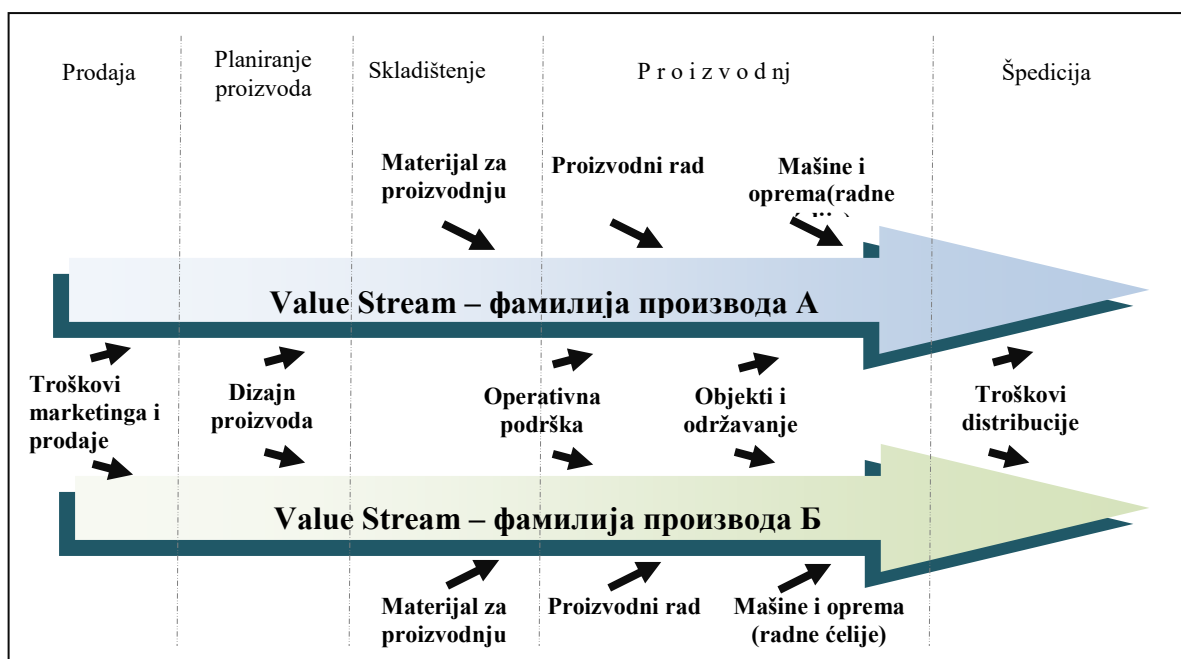 Prodaja
Planiranje
proizvoda
Skladištenje
P r o i z v o d nj
Špedicija
Materijal za
proizvodnju
Proizvodni rad
Mašine i
oprema(radne
Value Stream – фамилија производа А
Troškovi
marketinga i
prodaje
Dizajn
proizvoda
Operativna
podrška
Objekti i
održavanje
Troškovi
distribucije
Value Stream – фамилија производа Б
Materijal za
proizvodnju
Proizvodni rad
Mašine i oprema
(radne ćelije)